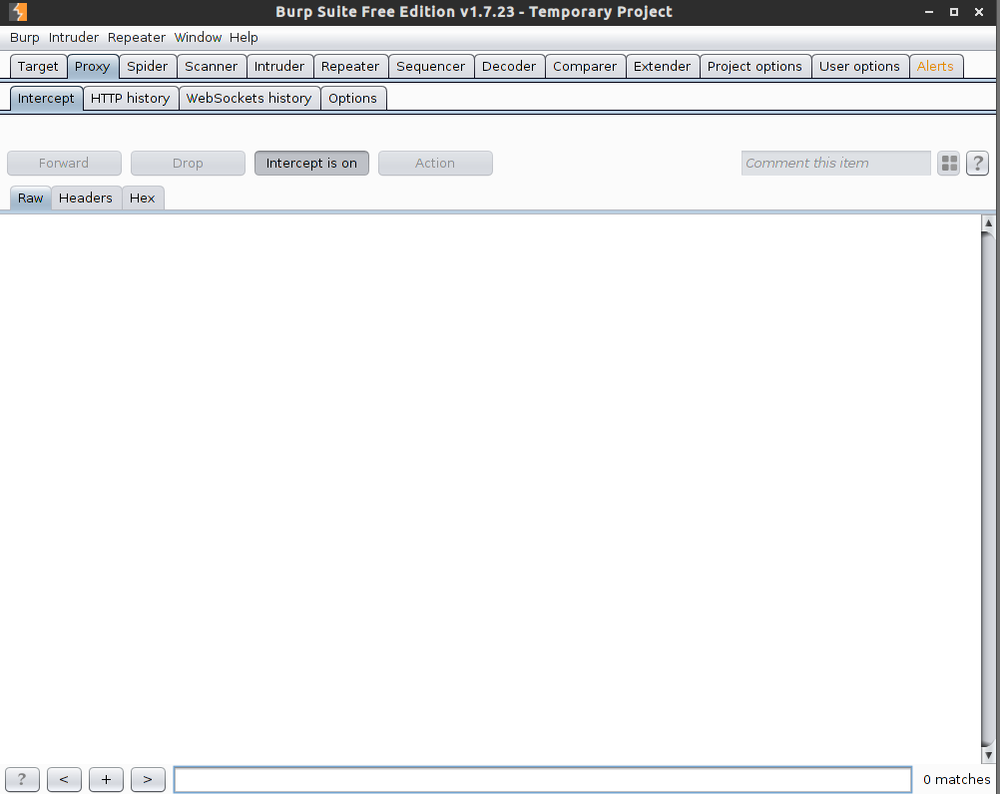 Burp Suite Free Edition v1.7.23 - Temporary Project
Burp Intruder Repeater Window Help
Target Proxy Spider Scanner Intruder Repeater Sequencer Decoder Comparer Extender Project options User options Alerts
Intercept HTTP history WebSockets history Options
Forward Drop Intercept is on Action Comment this item ?
Raw Headers Hex
? < + > 0 matches